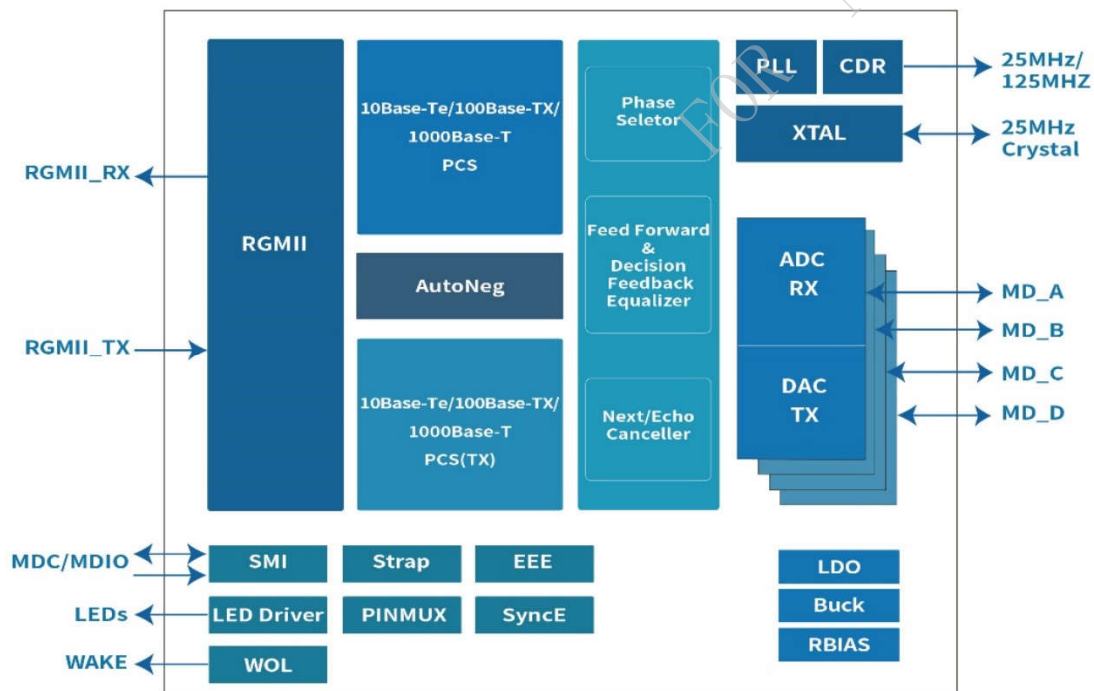 FOR
RGMII_RX
RGMII_TX
RGMII
10Base-Te/100Base-TX/
1000Base-T
PCS
AutoNeg
10Base-Te/100Base-TX/
1000Base-T
PCS(TX)
Phase
Seletor
Feed Forward
&
Decision
Feedback
Equalizer
Next/Echo
Canceller
PLL
CDR
25MHz/
125MHZ
XTAL
25MHz
Crystal
ADC
RX
DAC
TX
MD_A
MD_B
MD_C
MD_D
MDC/MDIO
SMI
Strap
EEE
LEDs
LED Driver
PINMUX
SyncE
WAKE
WOL
LDO
Buck
RBIAS